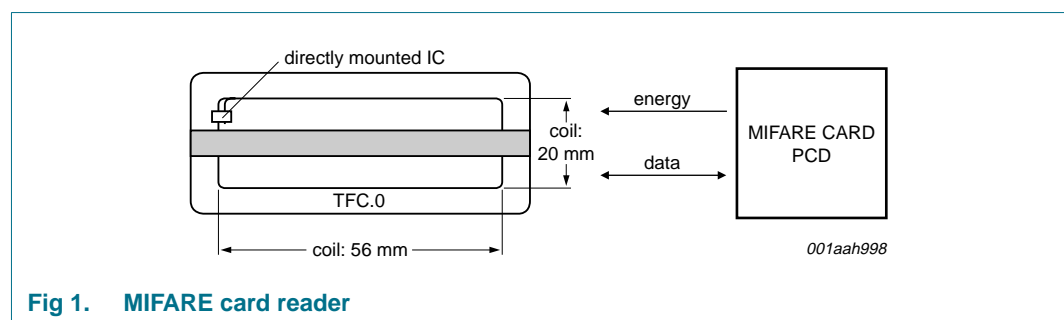 directly mounted IC
coil:
20 mm
TFC.0
coil: 56 mm
energy
data
MIFARE CARD
PCD
001aah998
Fig 1. MIFARE card reader